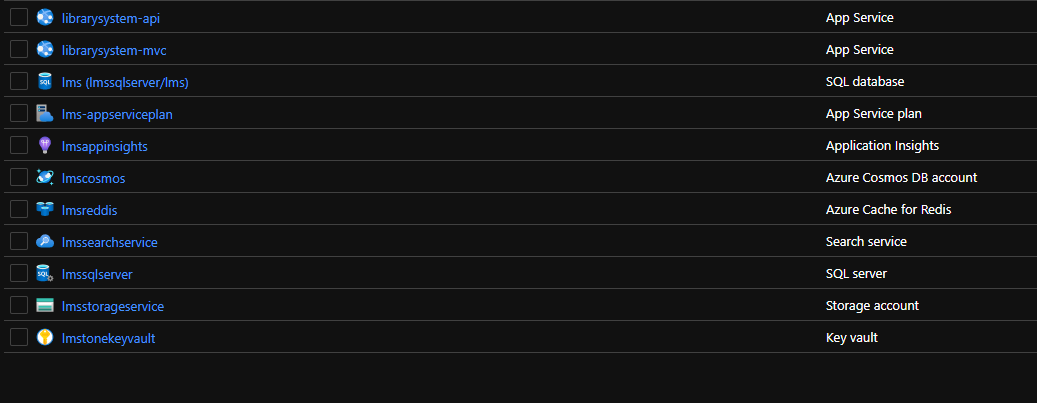 librarysystem-api App Service
librarysystem-mvc App Service
SQL lms (lmssqlserver/lms) SQL database
lms-appserviceplan App Service plan
lmsappinsights Application Insights
lmscosmos Azure Cosmos DB account
lmsreddis Azure Cache for Redis
lmssearchservice Search service
SQL lmssqlserver SQL server
lmsstorageservice Storage account
lmstonekeyvault Key vault